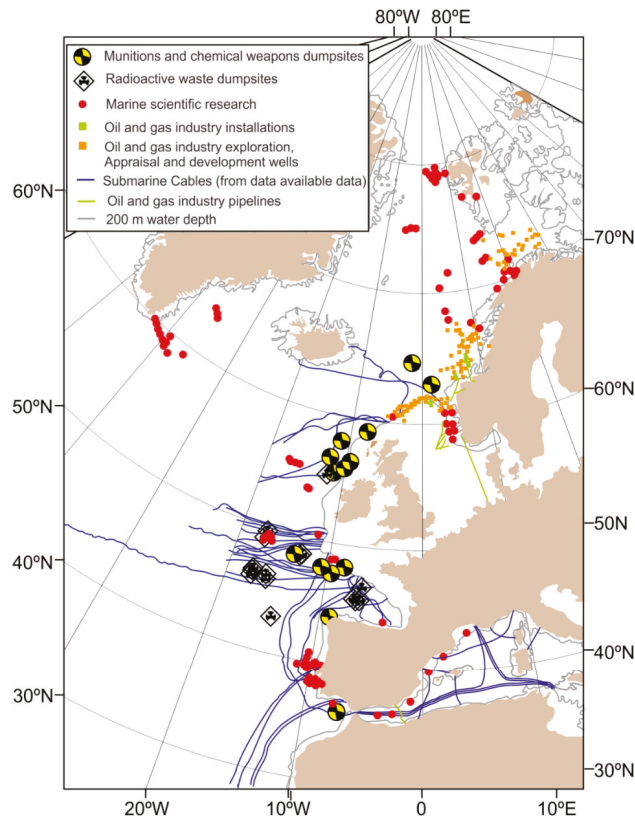 80ºW 80ºE
Munitions and chemical weapons dumpsites
Radioactive waste dumpsites
Marine scientific research
Oil and gas industry installations
Oil and gas industry exploration,
Appraisal and development wells
Submarine Cables (from data available data)
Oil and gas industry pipelines
200 m water depth
60ºN
70ºN
60ºN
50ºN
50ºN
40ºN
40ºN
30ºN
30ºN
20ºW 10ºW 0 10ºE